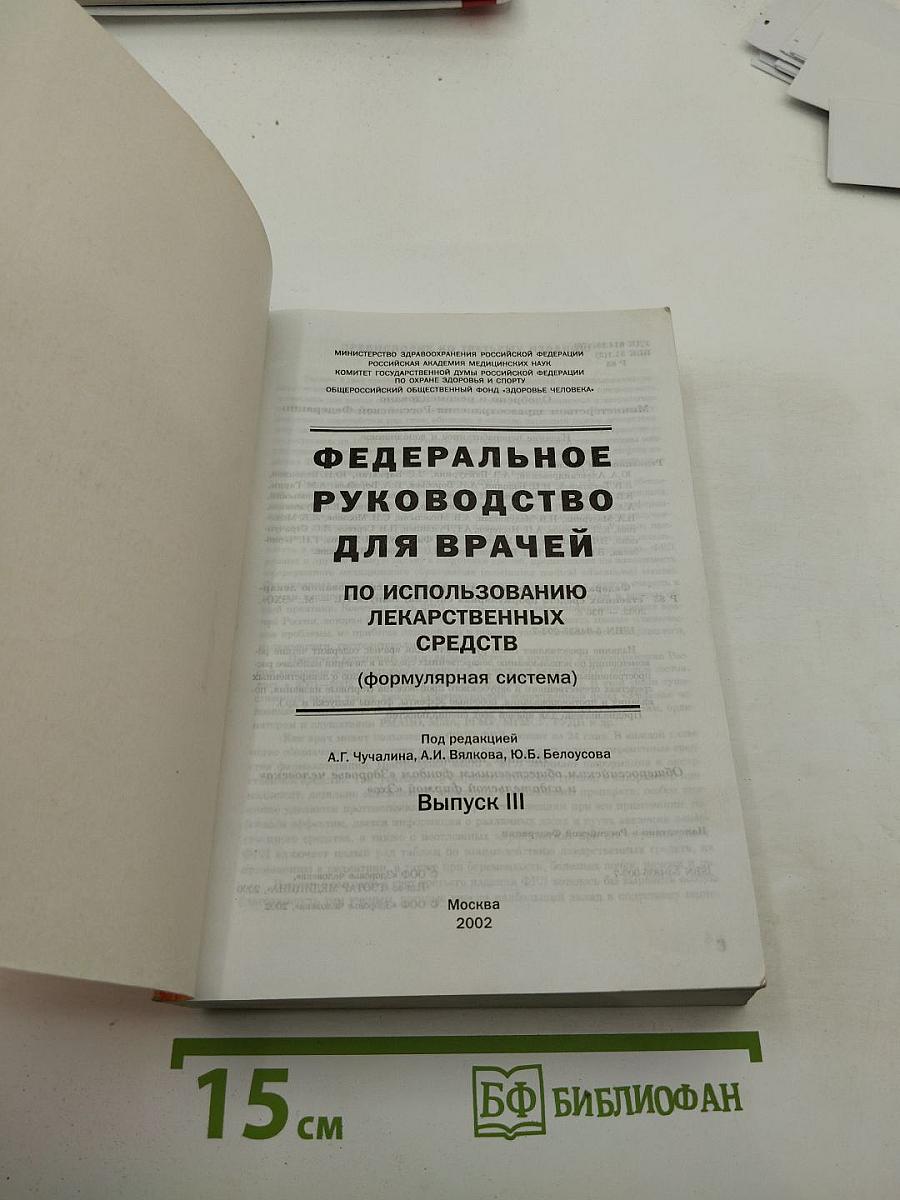 МИНИСТЕРСТВО ЗДРАВООХРАНЕНИЯ РОССИЙСКОЙ ФЕДЕРАЦИИ
РОССИЙСКАЯ АКАДЕМИЯ МЕДИЦИНСКИХ НАУК
КОМИТЕТ ГОСУДАРСТВЕННОЙ ДУМЫ РОССИЙСКОЙ ФЕДЕРАЦИИ
ПО ОХРАНЕ ЗДОРОВЬЯ И СПОРТУ
ОБЩЕРОССИЙСКИЙ ОБЩЕСТВЕННЫЙ ФОНД «ЗДОРОВЬЕ ЧЕЛОВЕКА»
ФЕДЕРАЛЬНОЕ
РУКОВОДСТВО
ДЛЯ ВРАЧЕЙ
ПО ИСПОЛЬЗОВАНИЮ
ЛЕКАРСТВЕННЫХ
СРЕДСТВ
(формулярная система)
Под редакцией
А.Г. Чучалина, А.И. Вялкова, Ю.Б. Белоусова
Выпуск III
Москва
2002
15 см
БФ БИБЛИОФАН